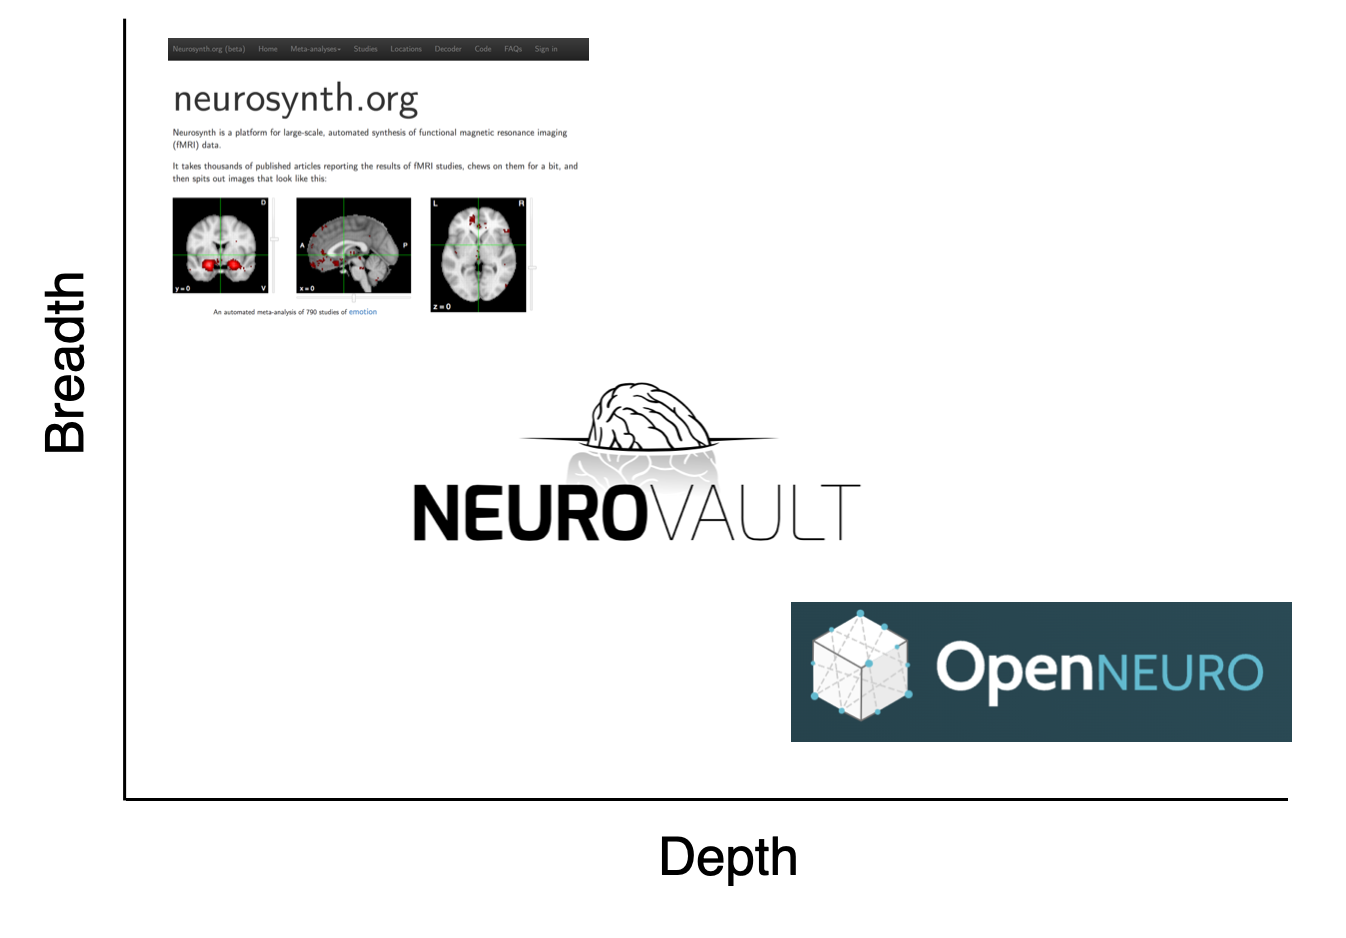 Neurosynth.org (beta) Home Meta-analyses Studies Locations Decoder Code FAQs Sign in
neurosynth.org
Neurosynth is a platform for large-scale, automated synthesis of functional magnetic resonance imaging
(fMRI) data.
It takes thousands of published articles reporting the results of fMRI studies, chews on them for a bit, and
then spits out images that look like this:
D
L R
A P
y = 0 V
x = 0
z = 0
An automated meta-analysis of 790 studies of emotion
Breadth
NEUROVAULT
OpenNEURO
Depth